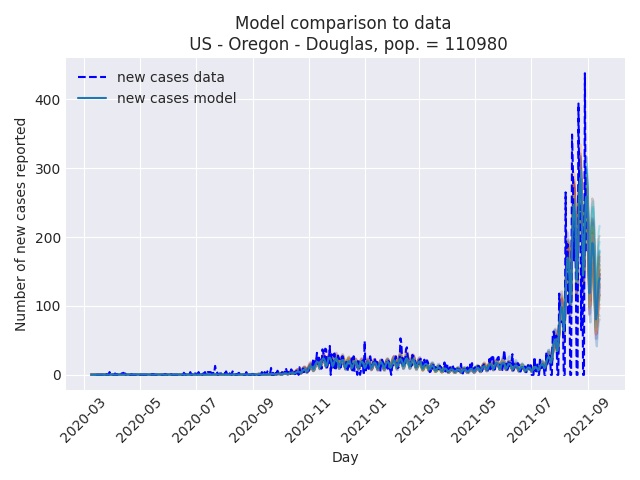 Model comparison to data
US - Oregon - Douglas, pop. = 110980
new cases data
new cases model
Number of new cases reported
400
300
200
100
0
2020-03
2020-05
2020-07
2020-09
2020-11
2021-01
2021-03
2021-05
2021-07
2021-09
Day